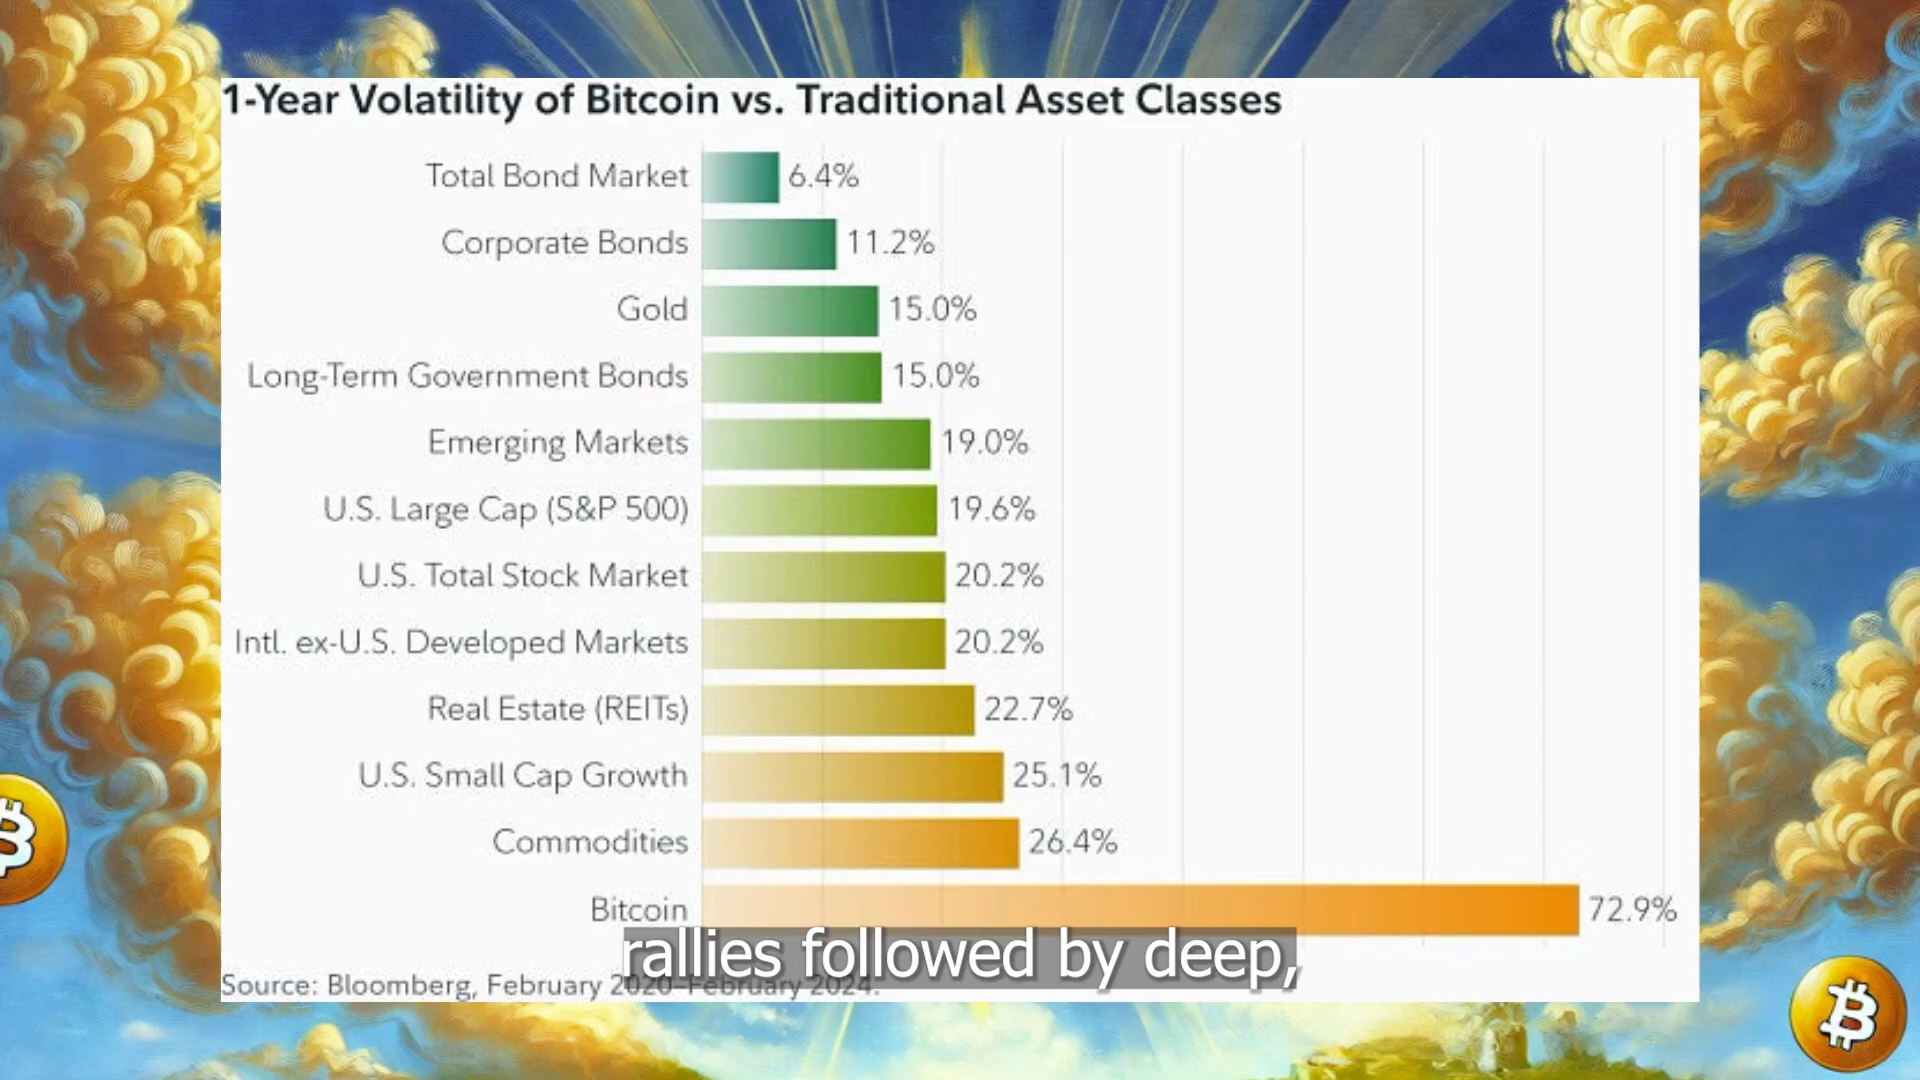 1-Year Volatility of Bitcoin vs. Traditional Asset Classes
Total Bond Market 6.4%
Corporate Bonds 11.2%
Gold 15.0%
Long-Term Government Bonds 15.0%
Emerging Markets 19.0%
U.S. Large Cap (S&P 500) 19.6%
U.S. Total Stock Market 20.2%
Intl. ex-U.S. Developed Markets 20.2%
Real Estate (REITs) 22.7%
U.S. Small Cap Growth 25.1%
Commodities 26.4%
Bitcoin 72.9%
rallies followed by deep,
Source: Bloomberg, February 2020–February 2024.